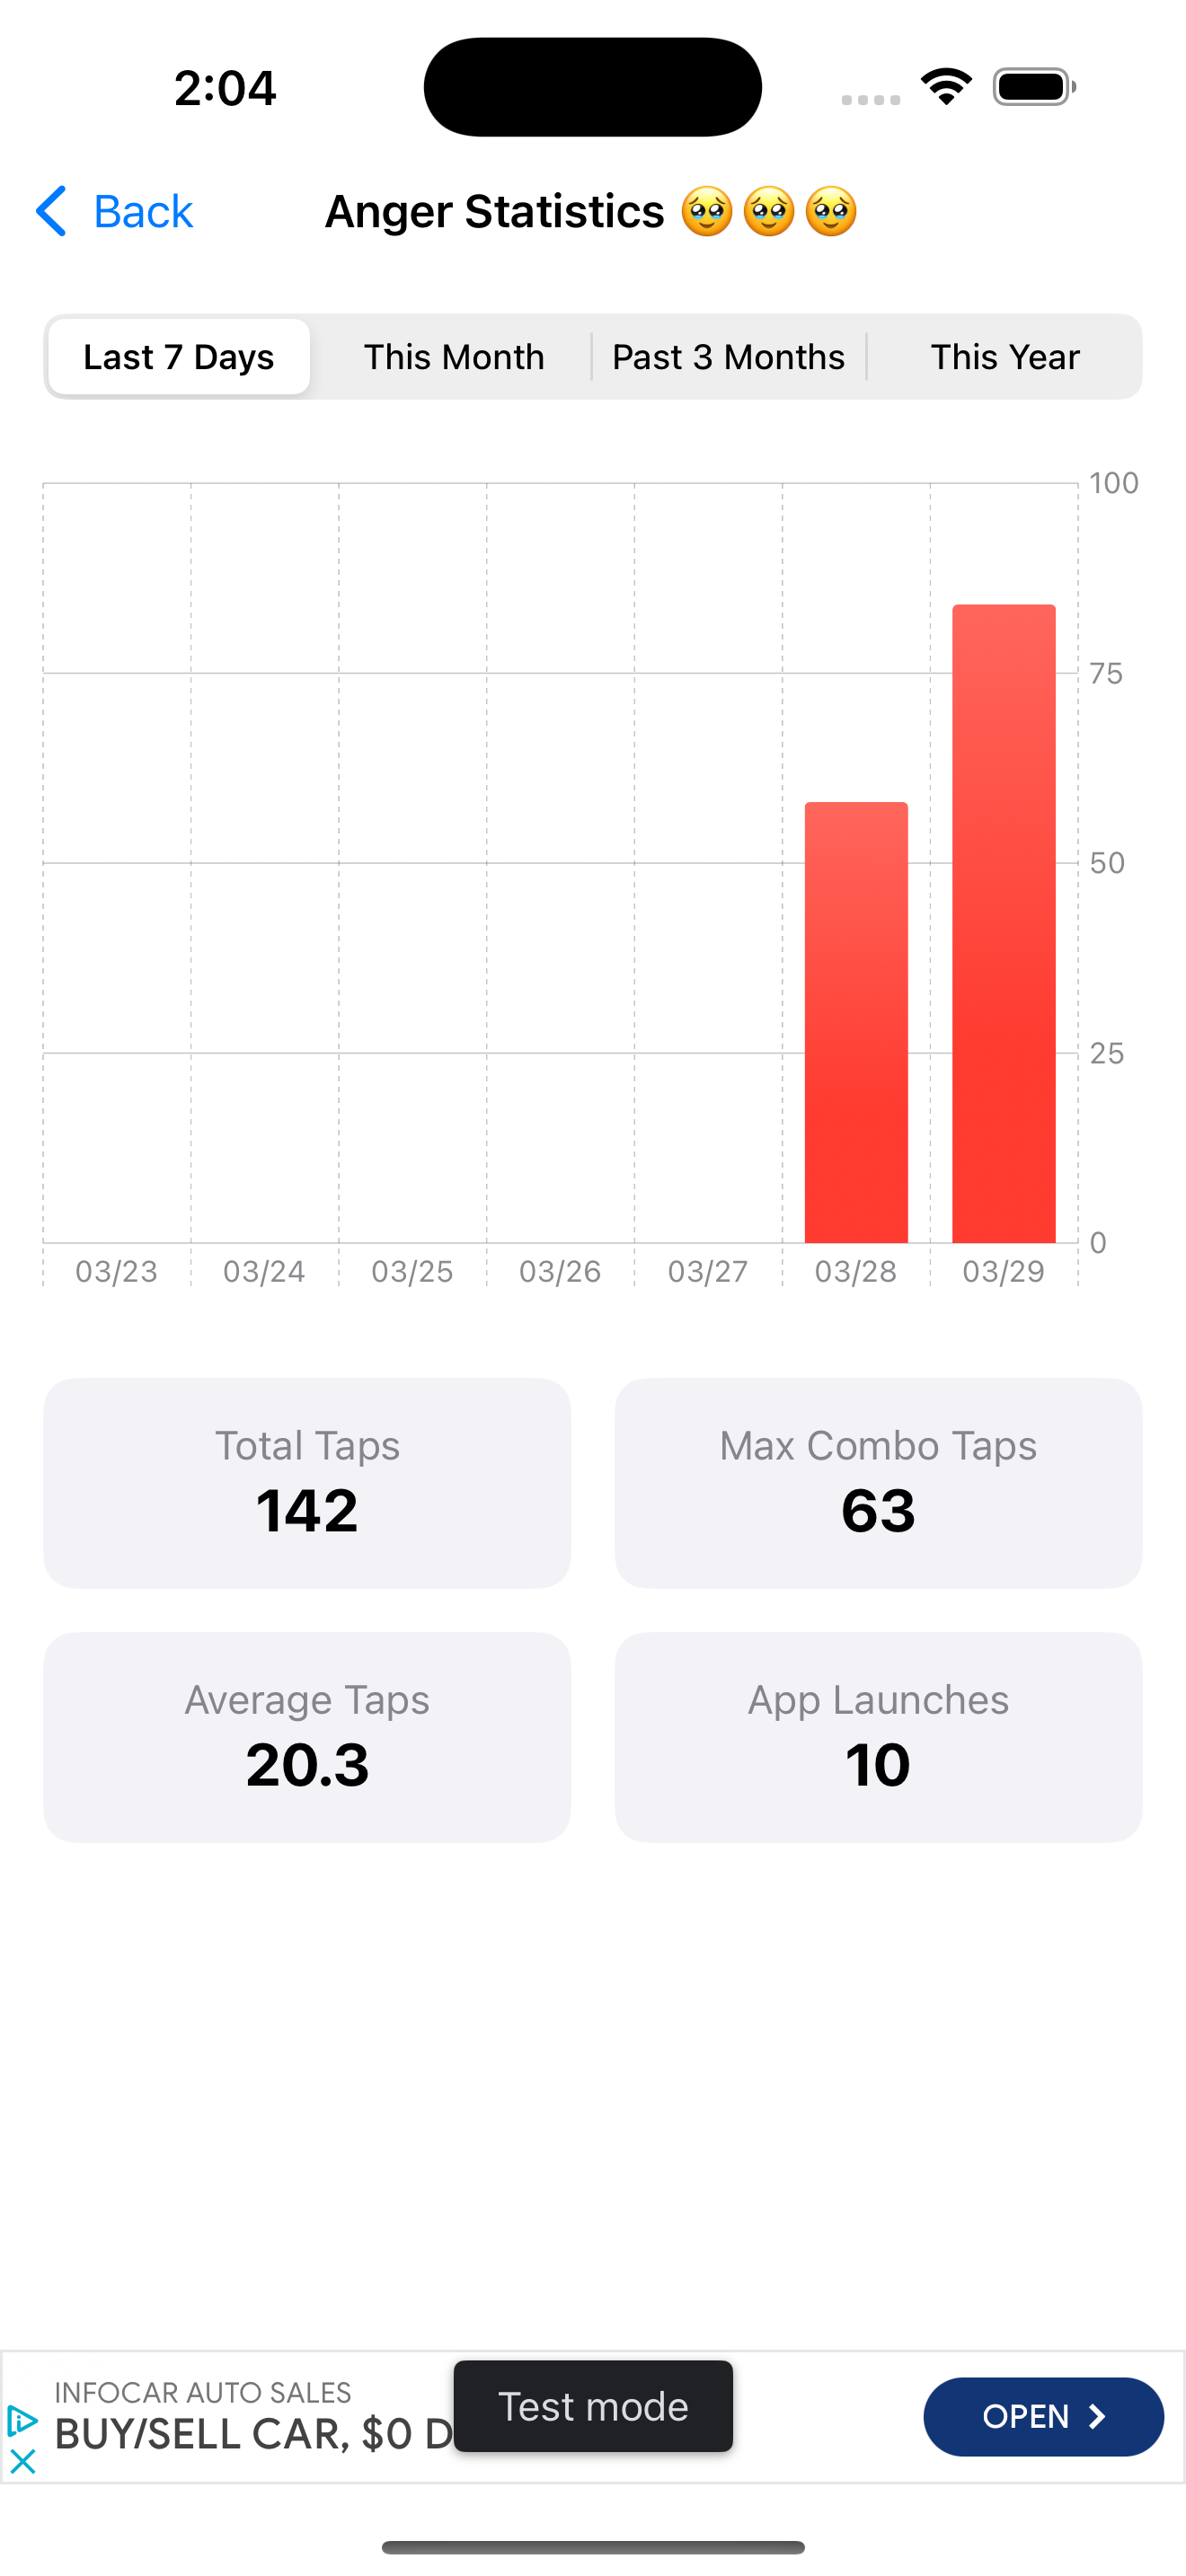 2:04
Back
Anger Statistics 🥹🥹🥹
Last 7 Days
This Month
Past 3 Months
This Year
100
75
50
25
0
03/23 03/24 03/25 03/26 03/27 03/28 03/29
Total Taps
142
Max Combo Taps
63
Average Taps
20.3
App Launches
10
INFOCAR AUTO SALES
BUY/SELL CAR, $0 D
Test mode
OPEN